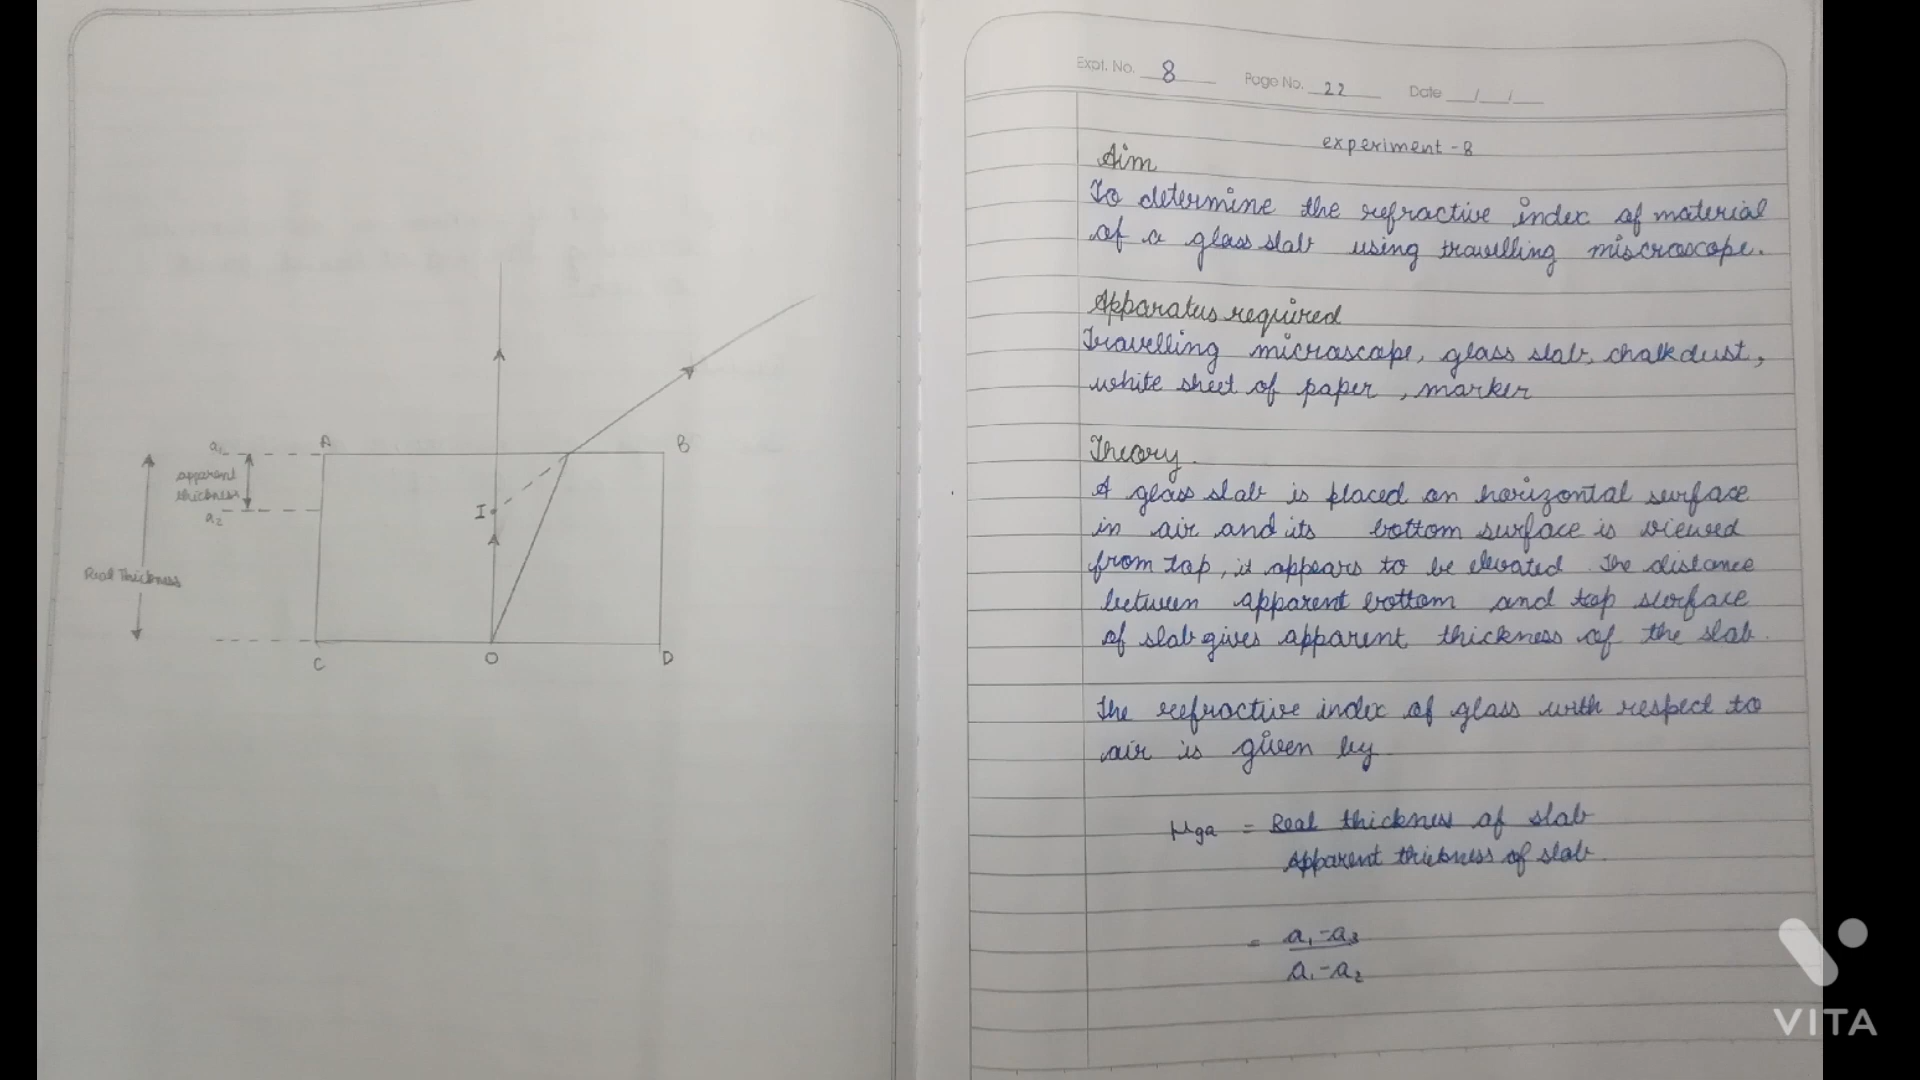 a₁
A
B
apparent
thickness
a₂
I
Real Thickness
C
O
D
Expt. No. 8
Page No. 22
Date
experiment - 8
Aim
To determine the refractive index of material
of a glass slab using travelling miscroscope.
Apparatus required
Travelling microscope, glass slab, chalkdust,
white sheet of paper, marker
Theory.
A glass slab is placed on horizontal surface
in air and its bottom surface is viewed
from top, it appears to be elevated. The distance
between apparent bottom and top surface
of slab gives apparent thickness of the slab.
The refractive index of glass with respect to
air is given by
μga = Real thickness of slab
Apparent thickness of slab.
= a₁-a₃
a₁-a₂
VITA